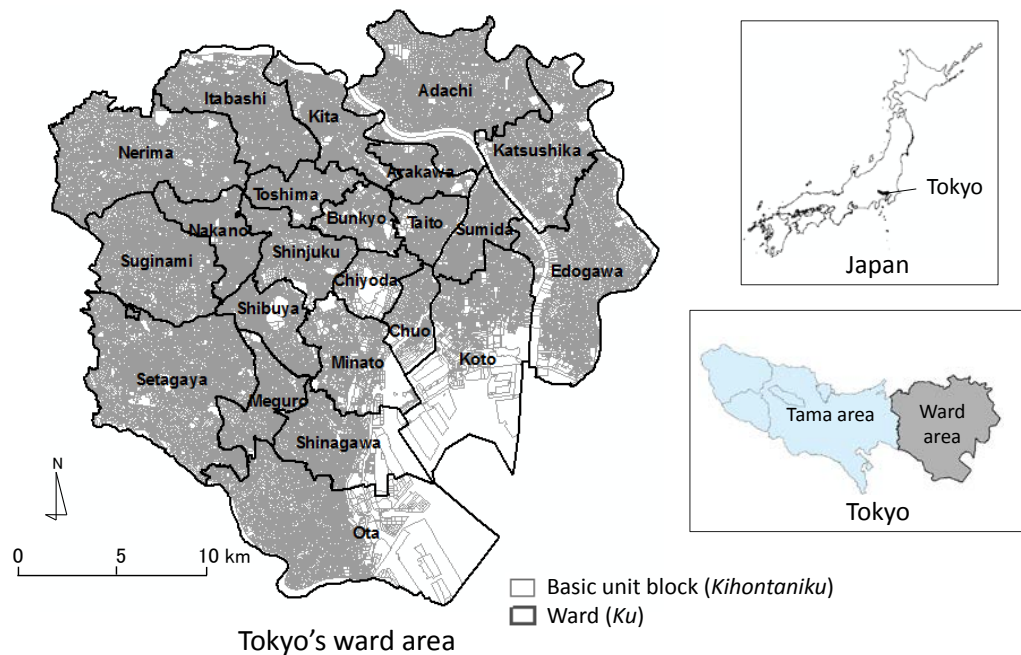 Adachi
Itabashi
Kita
Nerima
Katsushika
Arakawa
Toshima
Bunkyo
Taito
Nakano
Sumida
Shinjuku
Suginami
Edogawa
Chiyoda
Shibuya
Chuo
Minato
Koto
Setagaya
Meguro
Shinagawa
Ota
N
0 5 10 km
Basic unit block (Kihontaniku)
Ward (Ku)
Tokyo's ward area
Tokyo
Japan
Tama area
Ward
area
Tokyo